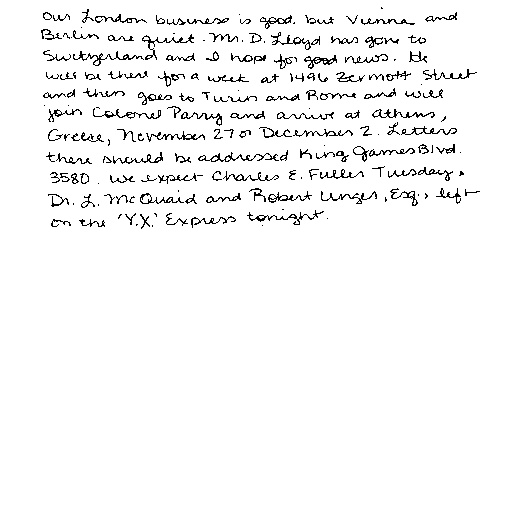 Our London business is good, but Vienna and
Berlin are quiet. Mr. D. Lloyd has gone to
Switzerland and I hope for good news. He
will be there for a week at 1496 Zermott Street
and then goes to Turin and Rome and will
join Colonel Parry and arrive at Athens,
Greece, November 27 or December 2. Letters
there should be addressed King James Blvd.
3580. We expect Charles E. Fuller Tuesday.
Dr. L. McQuaid and Robert Unger, Esq., left
on the 'Y.X.' Express tonight.